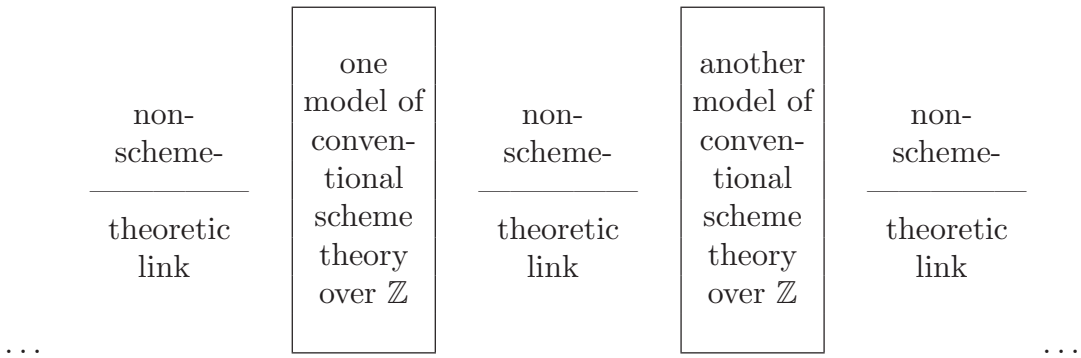 non-
scheme-
theoretic
link
one
model of
conven-
tional
scheme
theory
over ℤ
non-
scheme-
theoretic
link
another
model of
conven-
tional
scheme
theory
over ℤ
non-
scheme-
theoretic
link
... ...